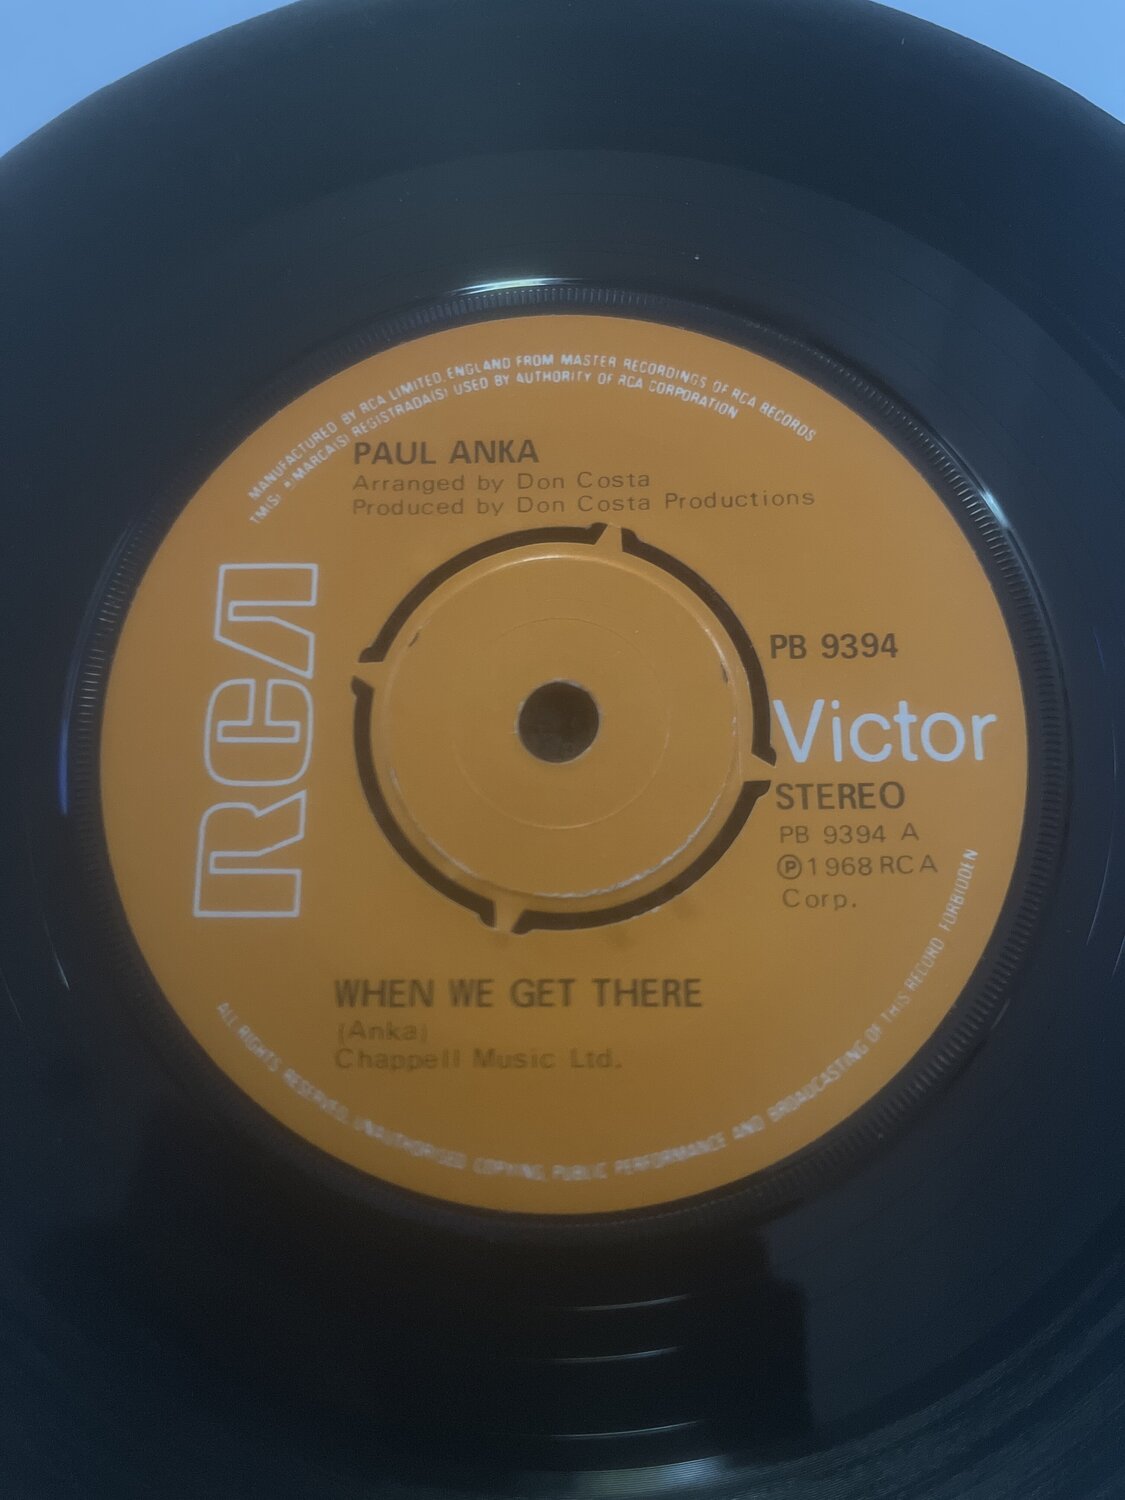 MANUFACTURED BY RCA LIMITED, ENGLAND FROM MASTER RECORDINGS OF RCA RECORDS
TM(S) ® MARCA(S) REGISTRADA(S) USED BY AUTHORITY OF RCA CORPORATION
PAUL ANKA
Arranged by Don Costa
Produced by Don Costa Productions
RCA
PB 9394
Victor
STEREO
PB 9394 A
℗1968 RCA
Corp.
WHEN WE GET THERE
(Anka)
Chappell Music Ltd.
ALL RIGHTS RESERVED. UNAUTHORISED COPYING, PUBLIC PERFORMANCE AND BROADCASTING OF THIS RECORD FORBIDDEN